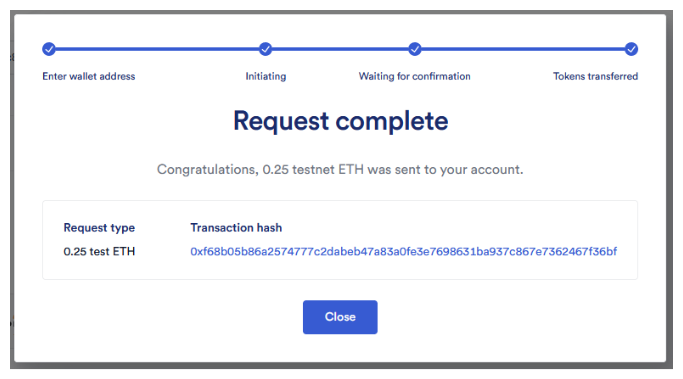 Enter wallet address
Initiating
Waiting for confirmation
Tokens transferred
Request complete
Congratulations, 0.25 testnet ETH was sent to your account.
Request type
Transaction hash
0.25 test ETH
0xf68b05b86a2574777c2dabeb47a83a0fe3e7698631ba937c867e7362467f36bf
Close